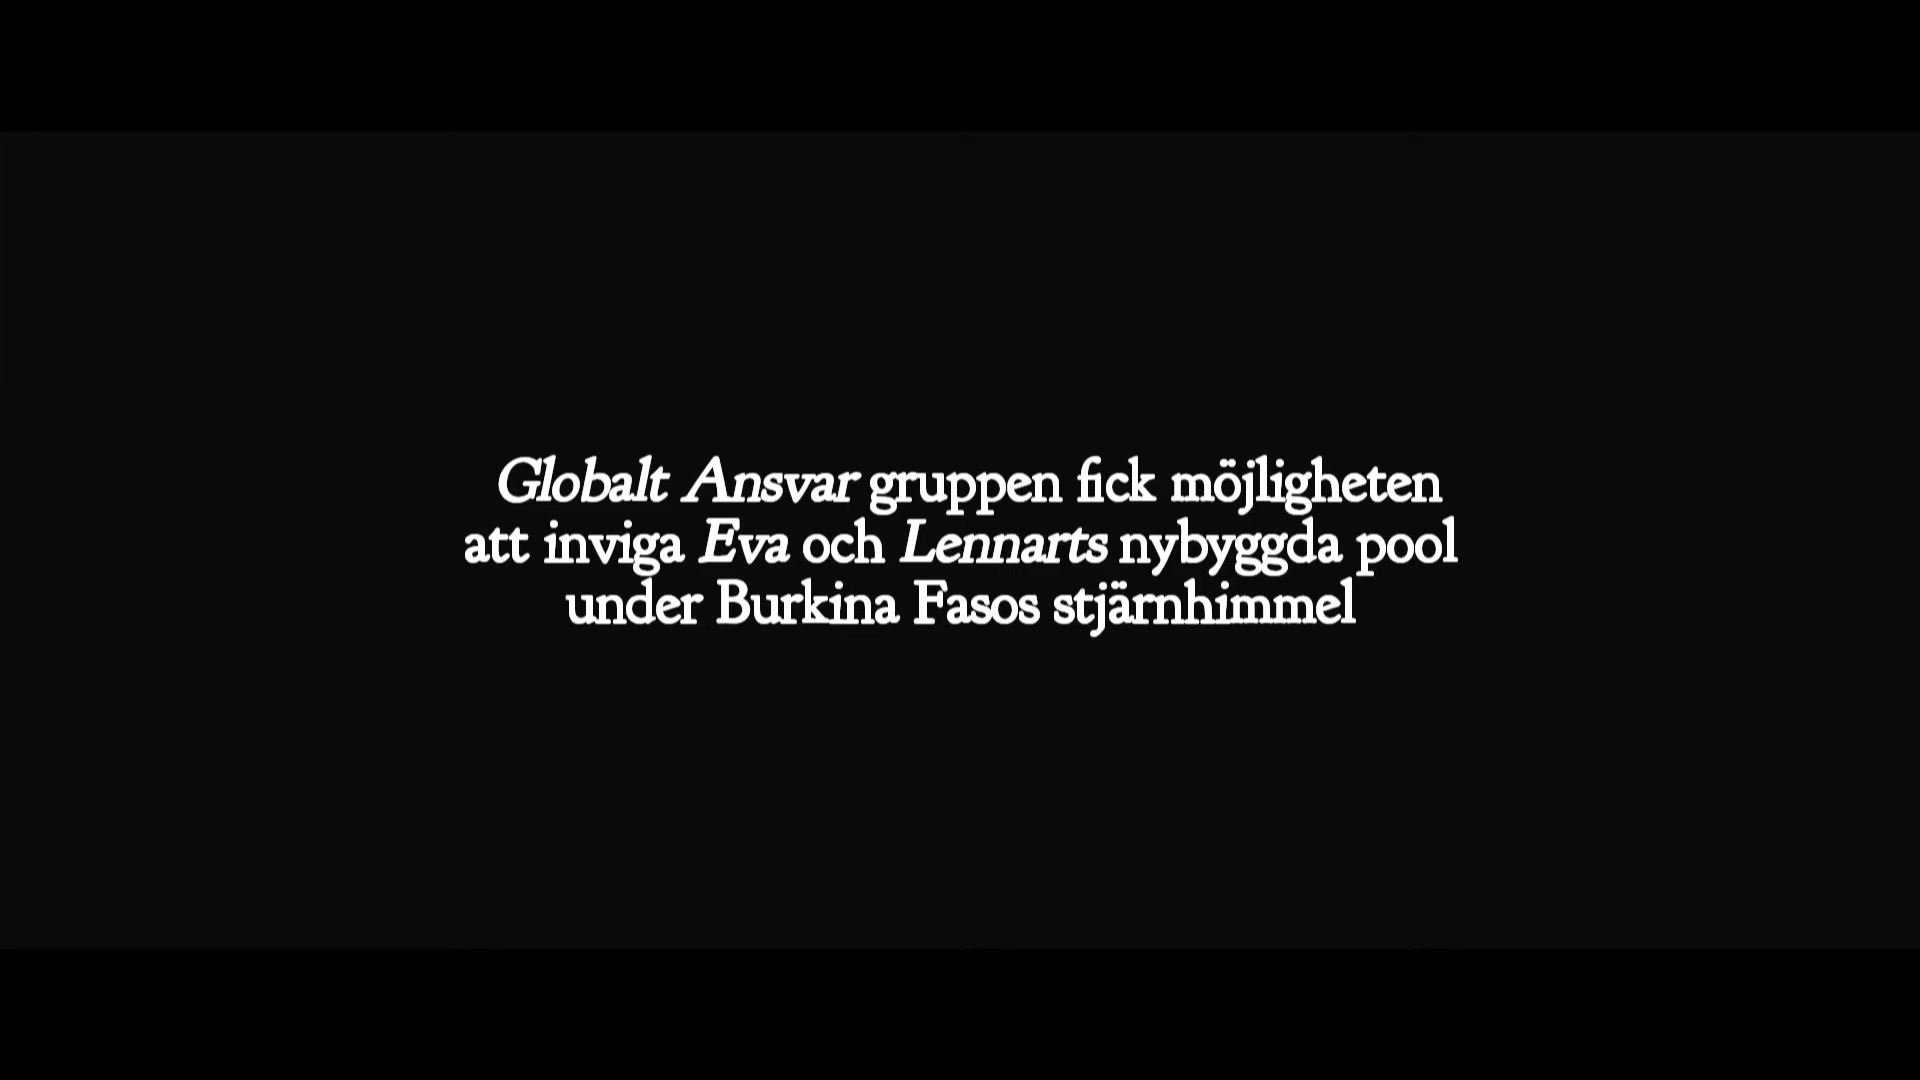 Globalt Ansvar gruppen fick möjligheten
att inviga Eva och Lennarts nybyggda pool
under Burkina Fasos stjärnhimmel